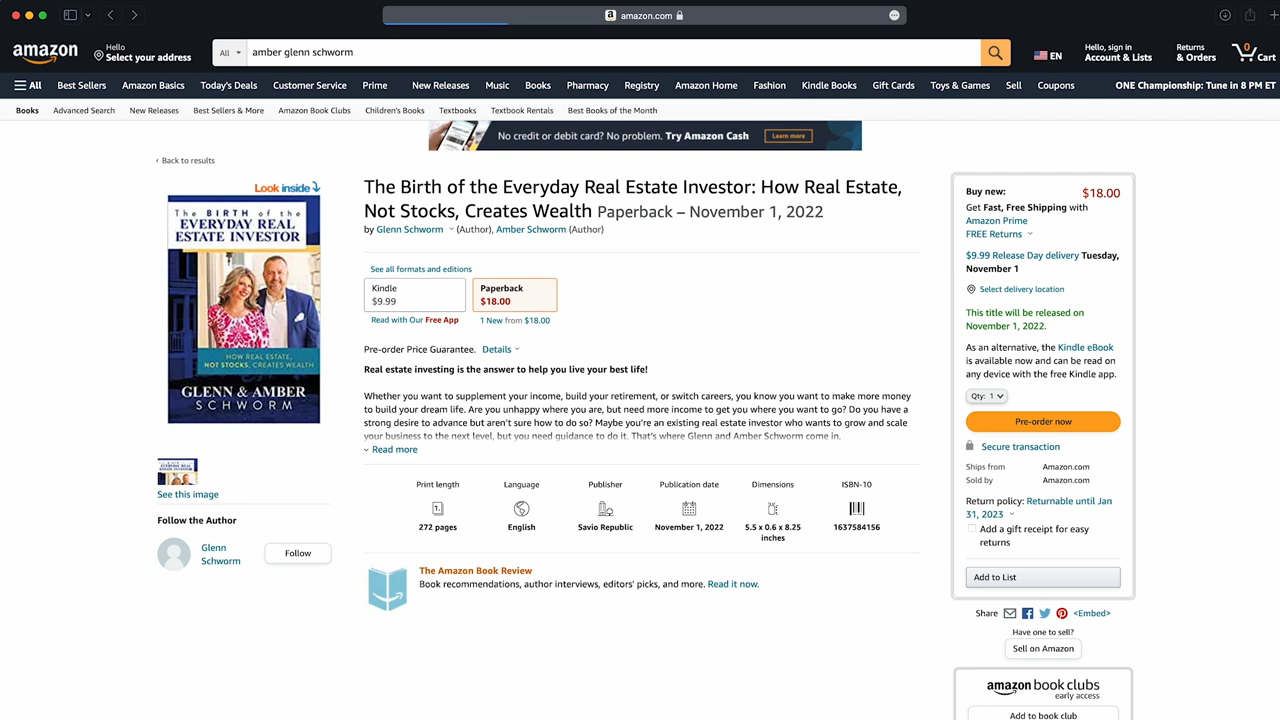 amazon.com
amazon
Hello
Select your address
All
amber glenn schworm
EN
Hello, sign in
Account & Lists
Returns
& Orders
0
Cart
All
Best Sellers
Amazon Basics
Today's Deals
Customer Service
Prime
New Releases
Music
Books
Pharmacy
Registry
Amazon Home
Fashion
Kindle Books
Gift Cards
Toys & Games
Sell
Coupons
ONE Championship: Tune in 8 PM ET
Books
Advanced Search
New Releases
Best Sellers & More
Amazon Book Clubs
Children's Books
Textbooks
Textbook Rentals
Best Books of the Month
No credit or debit card? No problem. Try Amazon Cash
Learn more
‹ Back to results
Look inside
The BIRTH of the
EVERYDAY REAL
ESTATE INVESTOR
HOW REAL ESTATE,
NOT STOCKS, CREATES WEALTH
GLENN & AMBER
SCHWORM
See this image
Follow the Author
Glenn
Schworm
Follow
The Birth of the Everyday Real Estate Investor: How Real Estate,
Not Stocks, Creates Wealth Paperback – November 1, 2022
by Glenn Schworm (Author), Amber Schworm (Author)
See all formats and editions
Kindle
$9.99
Paperback
$18.00
Read with Our Free App
1 New from $18.00
Pre-order Price Guarantee. Details
Real estate investing is the answer to help you live your best life!
Whether you want to supplement your income, build your retirement, or switch careers, you know you want to make more money
to build your dream life. Are you unhappy where you are, but need more income to get you where you want to go? Do you have a
strong desire to advance but aren't sure how to do so? Maybe you're an existing real estate investor who wants to grow and scale
your business to the next level, but you need guidance to do it. That's where Glenn and Amber Schworm come in.
Read more
Print length
272 pages
Language
English
Publisher
Savio Republic
Publication date
November 1, 2022
Dimensions
5.5 x 0.6 x 8.25
inches
ISBN-10
1637584156
The Amazon Book Review
Book recommendations, author interviews, editors' picks, and more. Read it now.
Buy new:
$18.00
Get Fast, Free Shipping with
Amazon Prime
FREE Returns
$9.99 Release Day delivery Tuesday,
November 1
Select delivery location
This title will be released on
November 1, 2022.
As an alternative, the Kindle eBook
is available now and can be read on
any device with the free Kindle app.
Qty: 1
Pre-order now
Secure transaction
Ships from
Amazon.com
Sold by
Amazon.com
Return policy: Returnable until Jan
31, 2023
Add a gift receipt for easy
returns
Add to List
Share
<Embed>
Have one to sell?
Sell on Amazon
amazon book clubs
early access
Add to book club